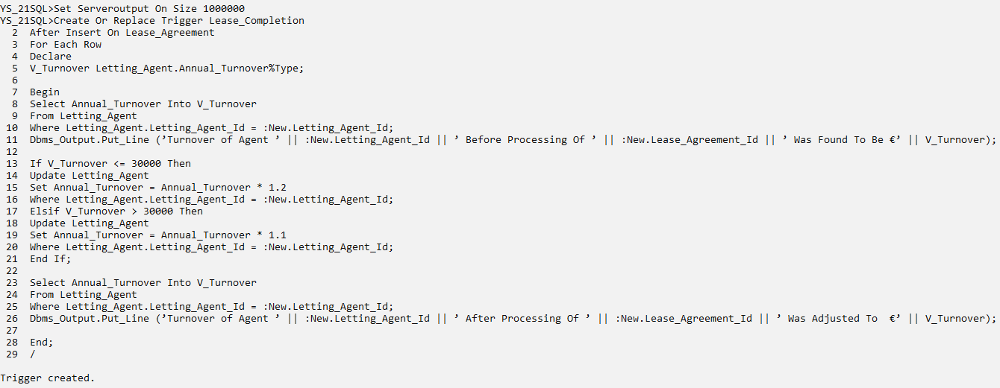 YS_21SQL>Set Serveroutput On Size 1000000
YS_21SQL>Create Or Replace Trigger Lease_Completion
  2  After Insert On Lease_Agreement
  3  For Each Row
  4  Declare
  5  V_Turnover Letting_Agent.Annual_Turnover%Type;
  6
  7  Begin
  8  Select Annual_Turnover Into V_Turnover
  9  From Letting_Agent
 10  Where Letting_Agent.Letting_Agent_Id = :New.Letting_Agent_Id;
 11  Dbms_Output.Put_Line (’Turnover of Agent ’ || :New.Letting_Agent_Id || ’ Before Processing Of ’ || :New.Lease_Agreement_Id || ’ Was Found To Be €’ || V_Turnover);
 12
 13  If V_Turnover <= 30000 Then
 14  Update Letting_Agent
 15  Set Annual_Turnover = Annual_Turnover * 1.2
 16  Where Letting_Agent.Letting_Agent_Id = :New.Letting_Agent_Id;
 17  Elsif V_Turnover > 30000 Then
 18  Update Letting_Agent
 19  Set Annual_Turnover = Annual_Turnover * 1.1
 20  Where Letting_Agent.Letting_Agent_Id = :New.Letting_Agent_Id;
 21  End If;
 22
 23  Select Annual_Turnover Into V_Turnover
 24  From Letting_Agent
 25  Where Letting_Agent.Letting_Agent_Id = :New.Letting_Agent_Id;
 26  Dbms_Output.Put_Line (’Turnover of Agent ’ || :New.Letting_Agent_Id || ’ After Processing Of ’ || :New.Lease_Agreement_Id || ’ Was Adjusted To  €’ || V_Turnover);
 27
 28  End;
 29  /
Trigger created.